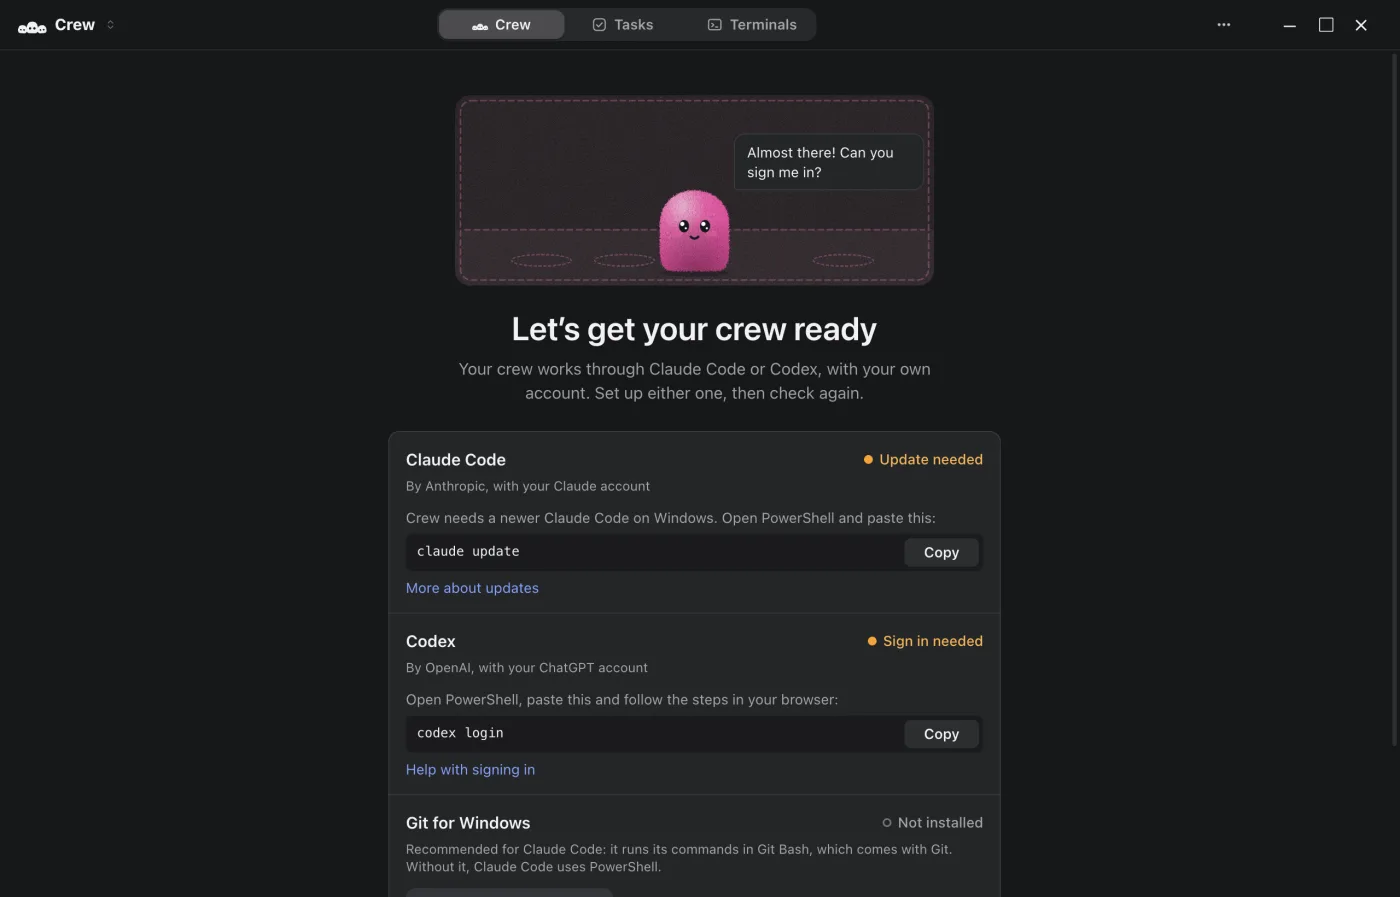 Crew
Crew
Tasks
Terminals
Almost there! Can you
sign me in?
Let's get your crew ready
Your crew works through Claude Code or Codex, with your own
account. Set up either one, then check again.
Claude Code
Update needed
By Anthropic, with your Claude account
Crew needs a newer Claude Code on Windows. Open PowerShell and paste this:
claude update
Copy
More about updates
Codex
Sign in needed
By OpenAI, with your ChatGPT account
Open PowerShell, paste this and follow the steps in your browser:
codex login
Copy
Help with signing in
Git for Windows
Not installed
Recommended for Claude Code: it runs its commands in Git Bash, which comes with Git.
Without it, Claude Code uses PowerShell.